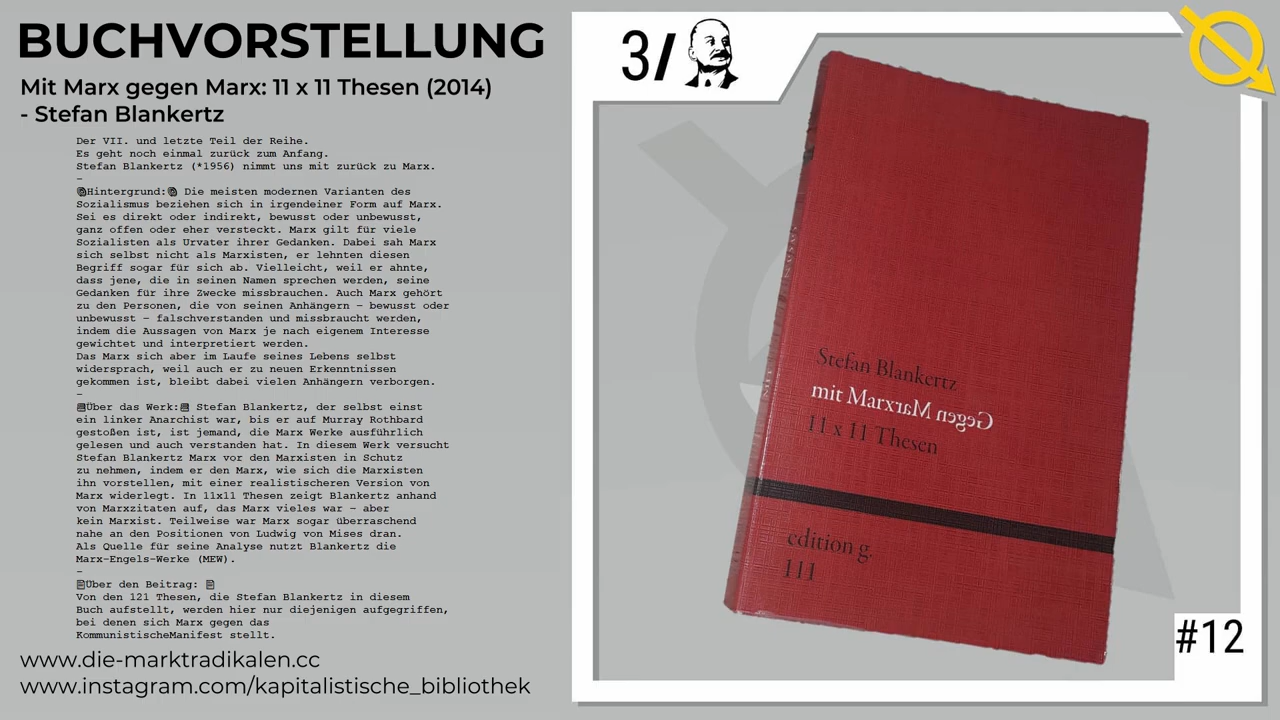 BUCHVORSTELLUNG
Mit Marx gegen Marx: 11 x 11 Thesen (2014)
- Stefan Blankertz
Der VII. und letzte Teil der Reihe.
Es geht noch einmal zurück zum Anfang.
Stefan Blankertz (*1956) nimmt uns mit zurück zu Marx.
-
Hintergrund: Die meisten modernen Varianten des
Sozialismus beziehen sich in irgendeiner Form auf Marx.
Sei es direkt oder indirekt, bewusst oder unbewusst,
ganz offen oder eher versteckt. Marx gilt für viele
Sozialisten als Urvater ihrer Gedanken. Dabei sah Marx
sich selbst nicht als Marxisten, er lehnten diesen
Begriff sogar für sich ab. Vielleicht, weil er ahnte,
dass jene, die in seinen Namen sprechen werden, seine
Gedanken für ihre Zwecke missbrauchen. Auch Marx gehört
zu den Personen, die von seinen Anhängern – bewusst oder
unbewusst – falschverstanden und missbraucht werden,
indem die Aussagen von Marx je nach eigenem Interesse
gewichtet und interpretiert werden.
Das Marx sich aber im Laufe seines Lebens selbst
widersprach, weil auch er zu neuen Erkenntnissen
gekommen ist, bleibt dabei vielen Anhängern verborgen.
-
Über das Werk: Stefan Blankertz, der selbst einst
ein linker Anarchist war, bis er auf Murray Rothbard
gestoßen ist, ist jemand, die Marx Werke ausführlich
gelesen und auch verstanden hat. In diesem Werk versucht
Stefan Blankertz Marx vor den Marxisten in Schutz
zu nehmen, indem er den Marx, wie sich die Marxisten
ihn vorstellen, mit einer realistischeren Version von
Marx widerlegt. In 11x11 Thesen zeigt Blankertz anhand
von Marxzitaten auf, das Marx vieles war – aber
kein Marxist. Teilweise war Marx sogar überraschend
nahe an den Positionen von Ludwig von Mises dran.
Als Quelle für seine Analyse nutzt Blankertz die
Marx-Engels-Werke (MEW).
-
Über den Beitrag:
Von den 121 Thesen, die Stefan Blankertz in diesem
Buch aufstellt, werden hier nur diejenigen aufgegriffen,
bei denen sich Marx gegen das
KommunistischeManifest stellt.
www.die-marktradikalen.cc
www.instagram.com/kapitalistische_bibliothek
3/
Stefan Blankertz
mit Marx Gegen Marx
11 x 11 Thesen
edition g.
111
#12